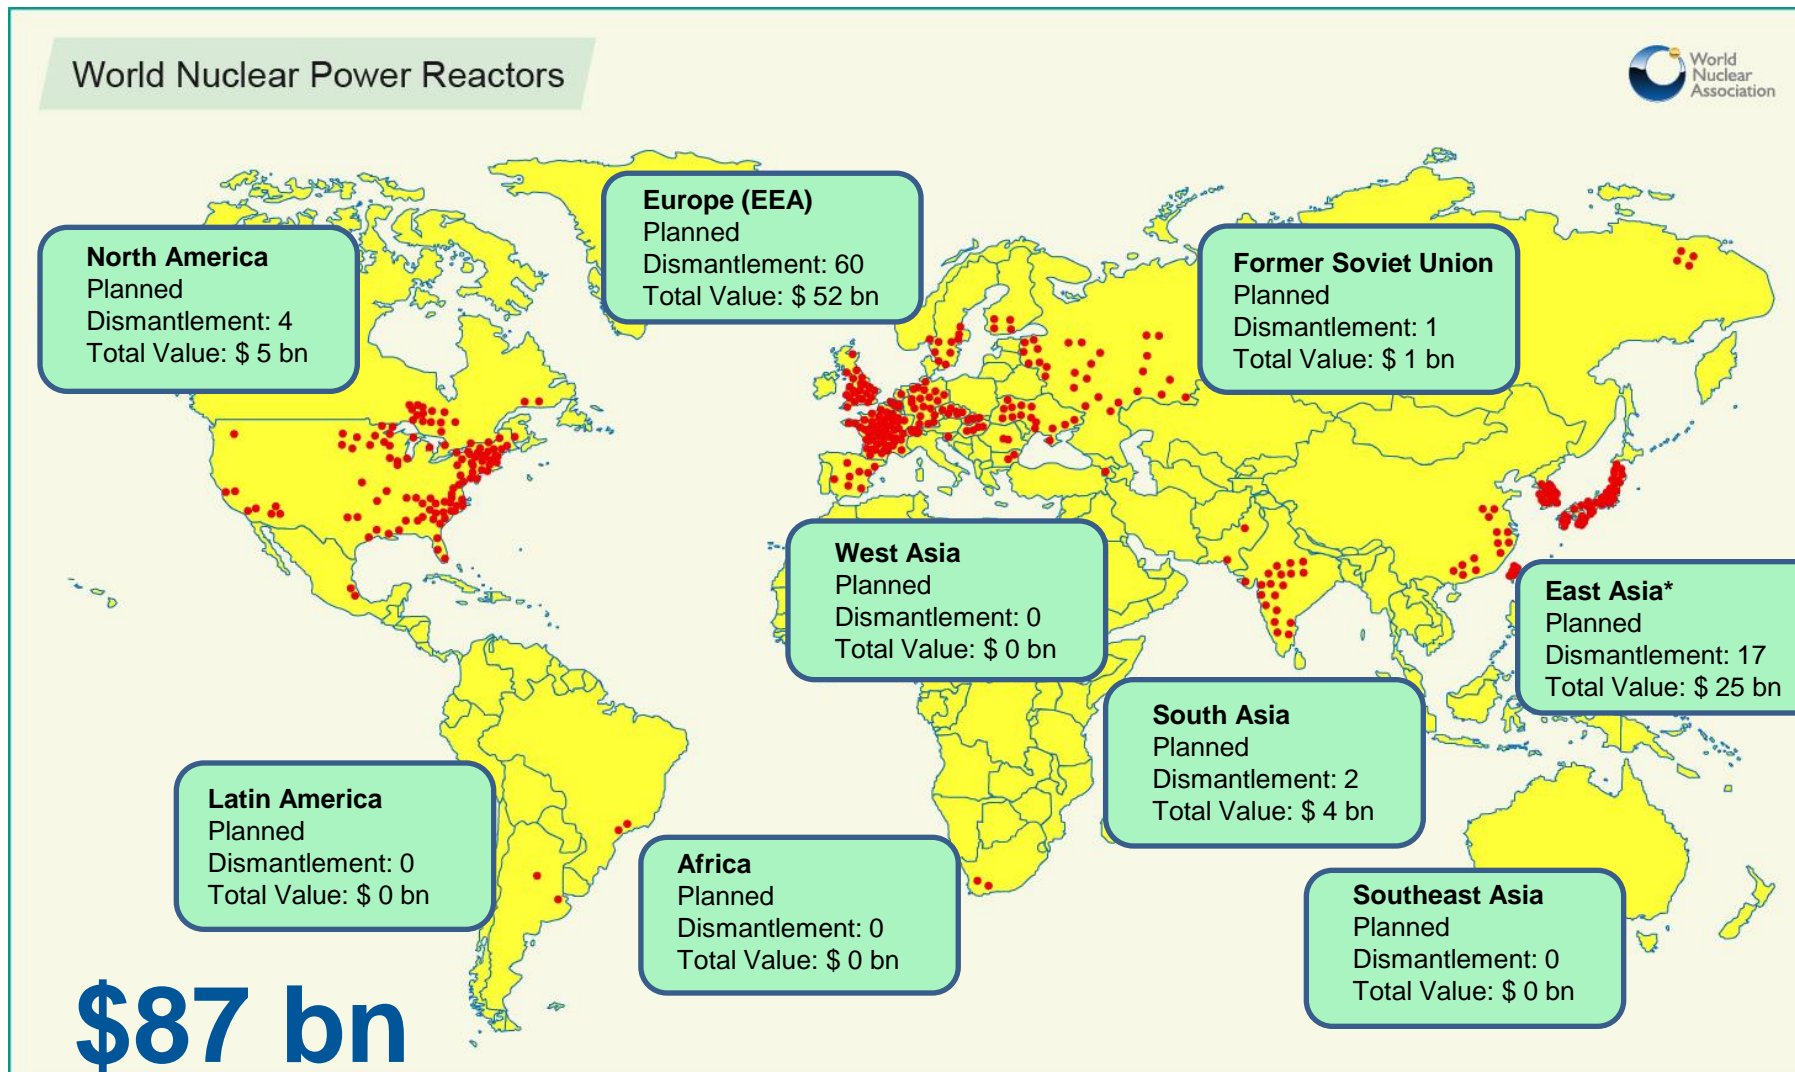 World Nuclear Power Reactors
World
Nuclear
Association
Europe (EEA)
Planned
Dismantlement: 60
Total Value: $ 52 bn
North America
Planned
Dismantlement: 4
Total Value: $ 5 bn
Former Soviet Union
Planned
Dismantlement: 1
Total Value: $ 1 bn
West Asia
Planned
Dismantlement: 0
Total Value: $ 0 bn
East Asia*
Planned
Dismantlement: 17
Total Value: $ 25 bn
South Asia
Planned
Dismantlement: 2
Total Value: $ 4 bn
Latin America
Planned
Dismantlement: 0
Total Value: $ 0 bn
Africa
Planned
Dismantlement: 0
Total Value: $ 0 bn
Southeast Asia
Planned
Dismantlement: 0
Total Value: $ 0 bn
$87 bn